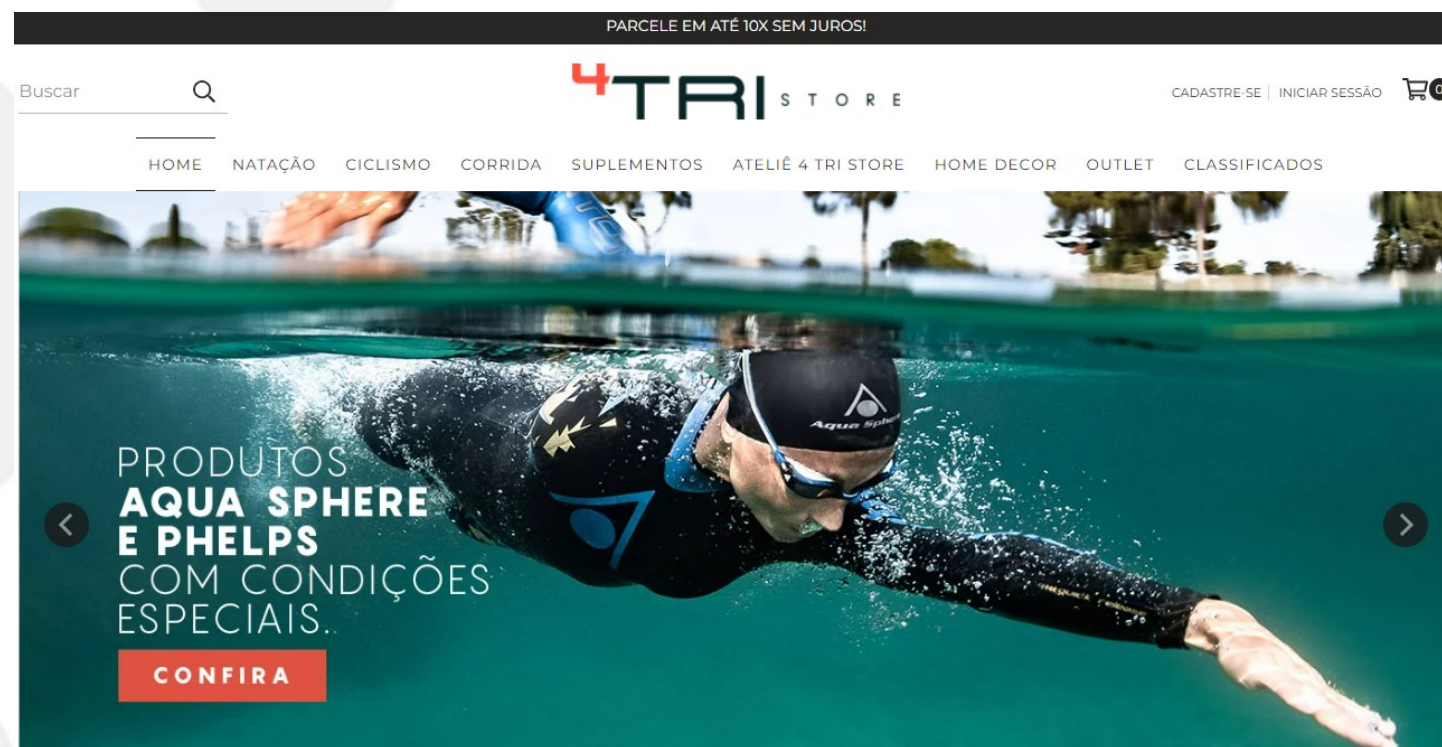 PARCELE EM ATÉ 10X SEM JUROS!
Buscar
4TRI STORE
CADASTRE-SE | INICIAR SESSÃO
0
HOME NATAÇÃO CICLISMO CORRIDA SUPLEMENTOS ATELIÊ 4 TRI STORE HOME DECOR OUTLET CLASSIFICADOS
Aqua Sphere
PRODUTOS
AQUA SPHERE
E PHELPS
COM CONDIÇÕES
ESPECIAIS.
CONFIRA